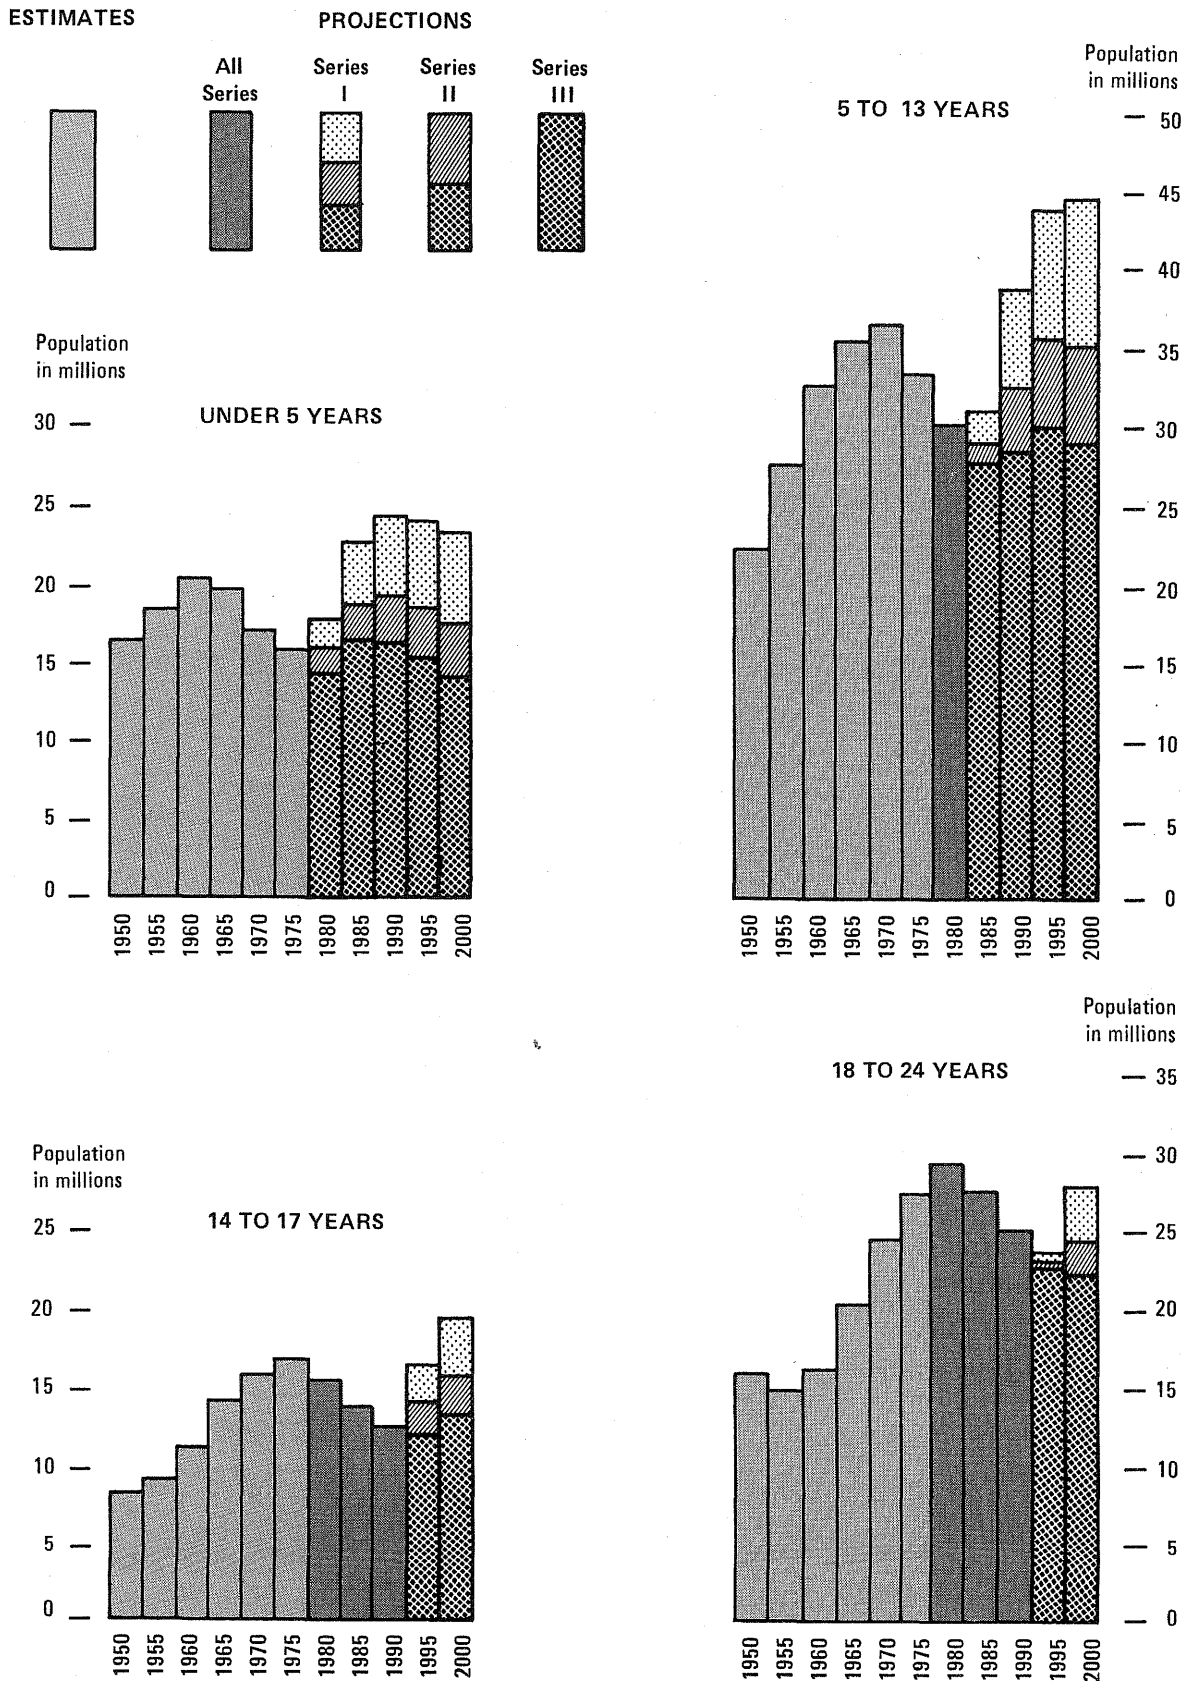 ESTIMATES
PROJECTIONS
All
Series
Series
I
Series
II
Series
III
Population
in millions
UNDER 5 YEARS
30
25
20
15
10
5
0
1950 1955 1960 1965 1970 1975 1980 1985 1990 1995 2000
Population
in millions
5 TO 13 YEARS
50
45
40
35
30
25
20
15
10
5
0
1950 1955 1960 1965 1970 1975 1980 1985 1990 1995 2000
Population
in millions
14 TO 17 YEARS
25
20
15
10
5
0
1950 1955 1960 1965 1970 1975 1980 1985 1990 1995 2000
Population
in millions
18 TO 24 YEARS
35
30
25
20
15
10
5
0
1950 1955 1960 1965 1970 1975 1980 1985 1990 1995 2000